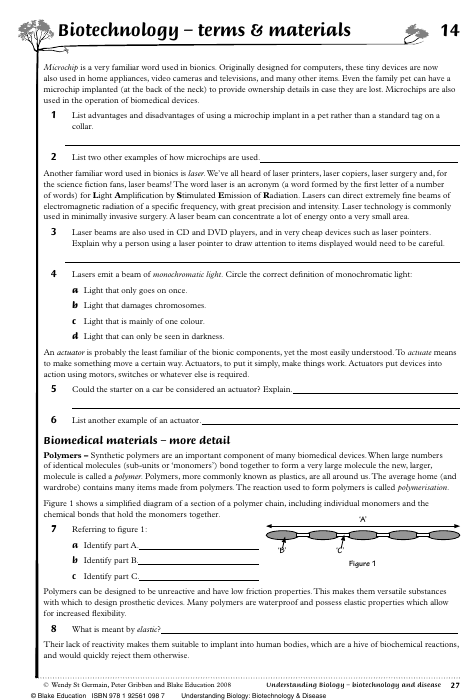 Biotechnology – terms & materials 14
Microchip is a very familiar word used in bionics. Originally designed for computers, these tiny devices are now
also used in home appliances, video cameras and televisions, and many other items. Even the family pet can have a
microchip implanted (at the back of the neck) to provide ownership details in case they are lost. Microchips are also
used in the operation of biomedical devices.
1 List advantages and disadvantages of using a microchip implant in a pet rather than a standard tag on a
collar.
2 List two other examples of how microchips are used.
Another familiar word used in bionics is laser. We've all heard of laser printers, laser copiers, laser surgery and, for
the science fiction fans, laser beams! The word laser is an acronym (a word formed by the first letter of a number
of words) for Light Amplification by Stimulated Emission of Radiation. Lasers can direct extremely fine beams of
electromagnetic radiation of a specific frequency, with great precision and intensity. Laser technology is commonly
used in minimally invasive surgery. A laser beam can concentrate a lot of energy onto a very small area.
3 Laser beams are also used in CD and DVD players, and in very cheap devices such as laser pointers.
Explain why a person using a laser pointer to draw attention to items displayed would need to be careful.
4 Lasers emit a beam of monochromatic light. Circle the correct definition of monochromatic light:
a Light that only goes on once.
b Light that damages chromosomes.
c Light that is mainly of one colour.
d Light that can only be seen in darkness.
An actuator is probably the least familiar of the bionic components, yet the most easily understood. To actuate means
to make something move a certain way. Actuators, to put it simply, make things work. Actuators put devices into
action using motors, switches or whatever else is required.
5 Could the starter on a car be considered an actuator? Explain.
6 List another example of an actuator.
Biomedical materials – more detail
Polymers – Synthetic polymers are an important component of many biomedical devices. When large numbers
of identical molecules (sub-units or 'monomers') bond together to form a very large molecule the new, larger,
molecule is called a polymer. Polymers, more commonly known as plastics, are all around us. The average home (and
wardrobe) contains many items made from polymers. The reaction used to form polymers is called polymerisation.
Figure 1 shows a simplified diagram of a section of a polymer chain, including individual monomers and the
chemical bonds that hold the monomers together.
7 Referring to figure 1:
a Identify part A.
b Identify part B.
c Identify part C.
'A'
'B' 'C'
Figure 1
Polymers can be designed to be unreactive and have low friction properties. This makes them versatile substances
with which to design prosthetic devices. Many polymers are waterproof and possess elastic properties which allow
for increased flexibility.
8 What is meant by elastic?
Their lack of reactivity makes them suitable to implant into human bodies, which are a hive of biochemical reactions,
and would quickly reject them otherwise.
© Wendy St Germain, Peter Gribben and Blake Education 2008 Understanding Biology – biotechnology and disease 27
© Blake Education ISBN 978 1 92561 098 7 Understanding Biology: Biotechnology & Disease